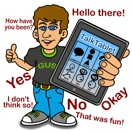 Hello there!
How have
you been?
TalkTablet
GUS
Yes
I don't
think so!
No
Okay
That was fun!